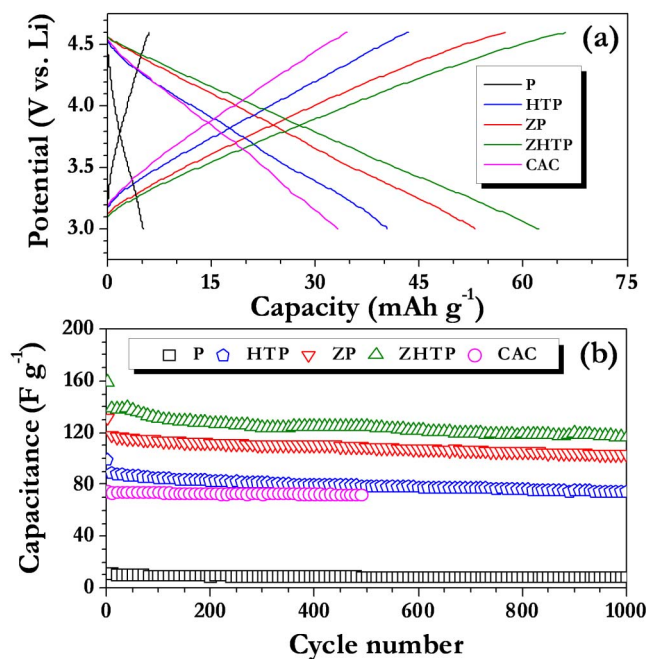 (a)
4.5
4.0
3.5
3.0
Potential (V vs. Li)
P
HTP
ZP
ZHTP
CAC
0 15 30 45 60 75
Capacity (mAh g⁻¹)
(b)
P HTP ZP ZHTP CAC
200
160
120
80
40
0
Capacitance (F g⁻¹)
0 200 400 600 800 1000
Cycle number